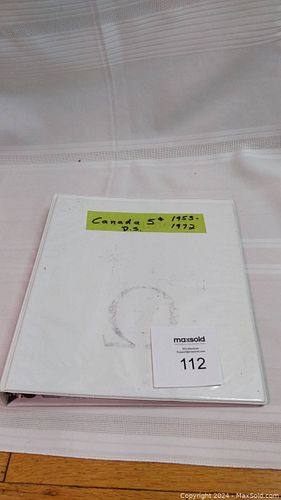 Canada 5¢ 1953-
P.S. 1972
Ω
maxsold
112
Copyright © 2024 - MaxSold.com